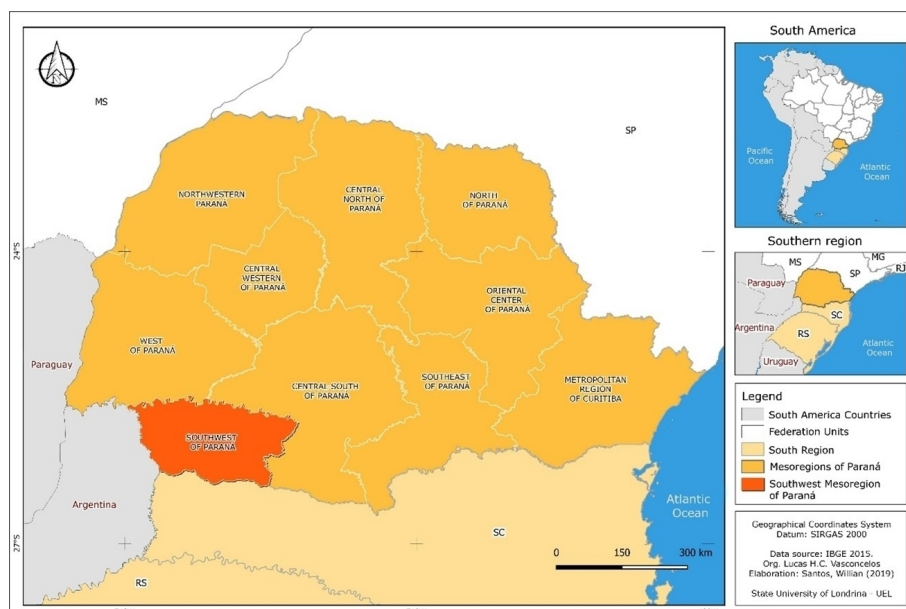 MS
SP
NORTHWESTERN
PARANÁ
CENTRAL
NORTH OF
PARANÁ
NORTH
OF PARANÁ
24°S
CENTRAL
WESTERN
OF PARANÁ
ORIENTAL
CENTER
OF PARANÁ
WEST
OF PARANÁ
Paraguay
CENTRAL SOUTH
OF PARANÁ
SOUTHEAST
OF PARANÁ
METROPOLITAN
REGION
OF CURITIBA
SOUTHWEST
OF PARANÁ
Argentina
Atlantic
Ocean
SC
27°S
RS
0 150 300 km
South America
Pacific
Ocean
Atlantic
Ocean
Southern region
MS
MG
SP
RJ
Paraguay
SC
Argentina
RS
Atlantic
Ocean
Uruguay
Legend
South America Countries
Federation Units
South Region
Mesoregions of Paraná
Southwest Mesoregion
of Paraná
Geographical Coordinates System
Datum: SIRGAS 2000
Data source: IBGE 2015.
Org. Lucas H.C. Vasconcelos
Elaboration: Santos, Willian (2019)
State University of Londrina - UEL